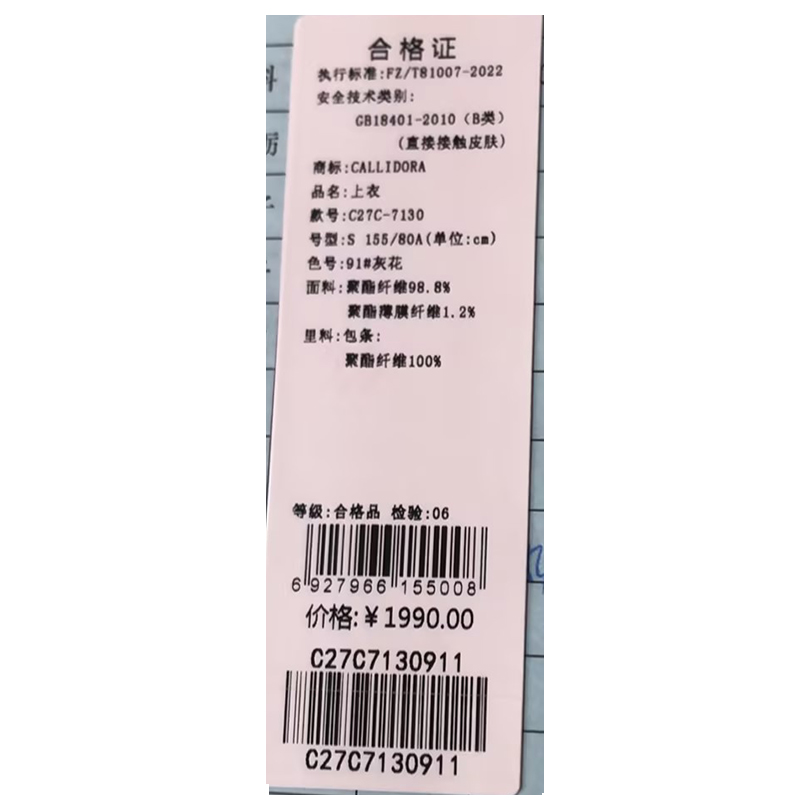 合格证
执行标准:FZ/T81007-2022
安全技术类别:
GB18401-2010（B类）
(直接接触皮肤)
商标:CALLIDORA
品名:上衣
款号:C27C-7130
号型:S 155/80A(单位:cm)
色号:91#灰花
面料:聚酯纤维98.8%
聚酯薄膜纤维1.2%
里料:包条:
聚酯纤维100%
等级:合格品 检验:06
6 927966 155008
价格:¥1990.00
C27C7130911
C27C7130911